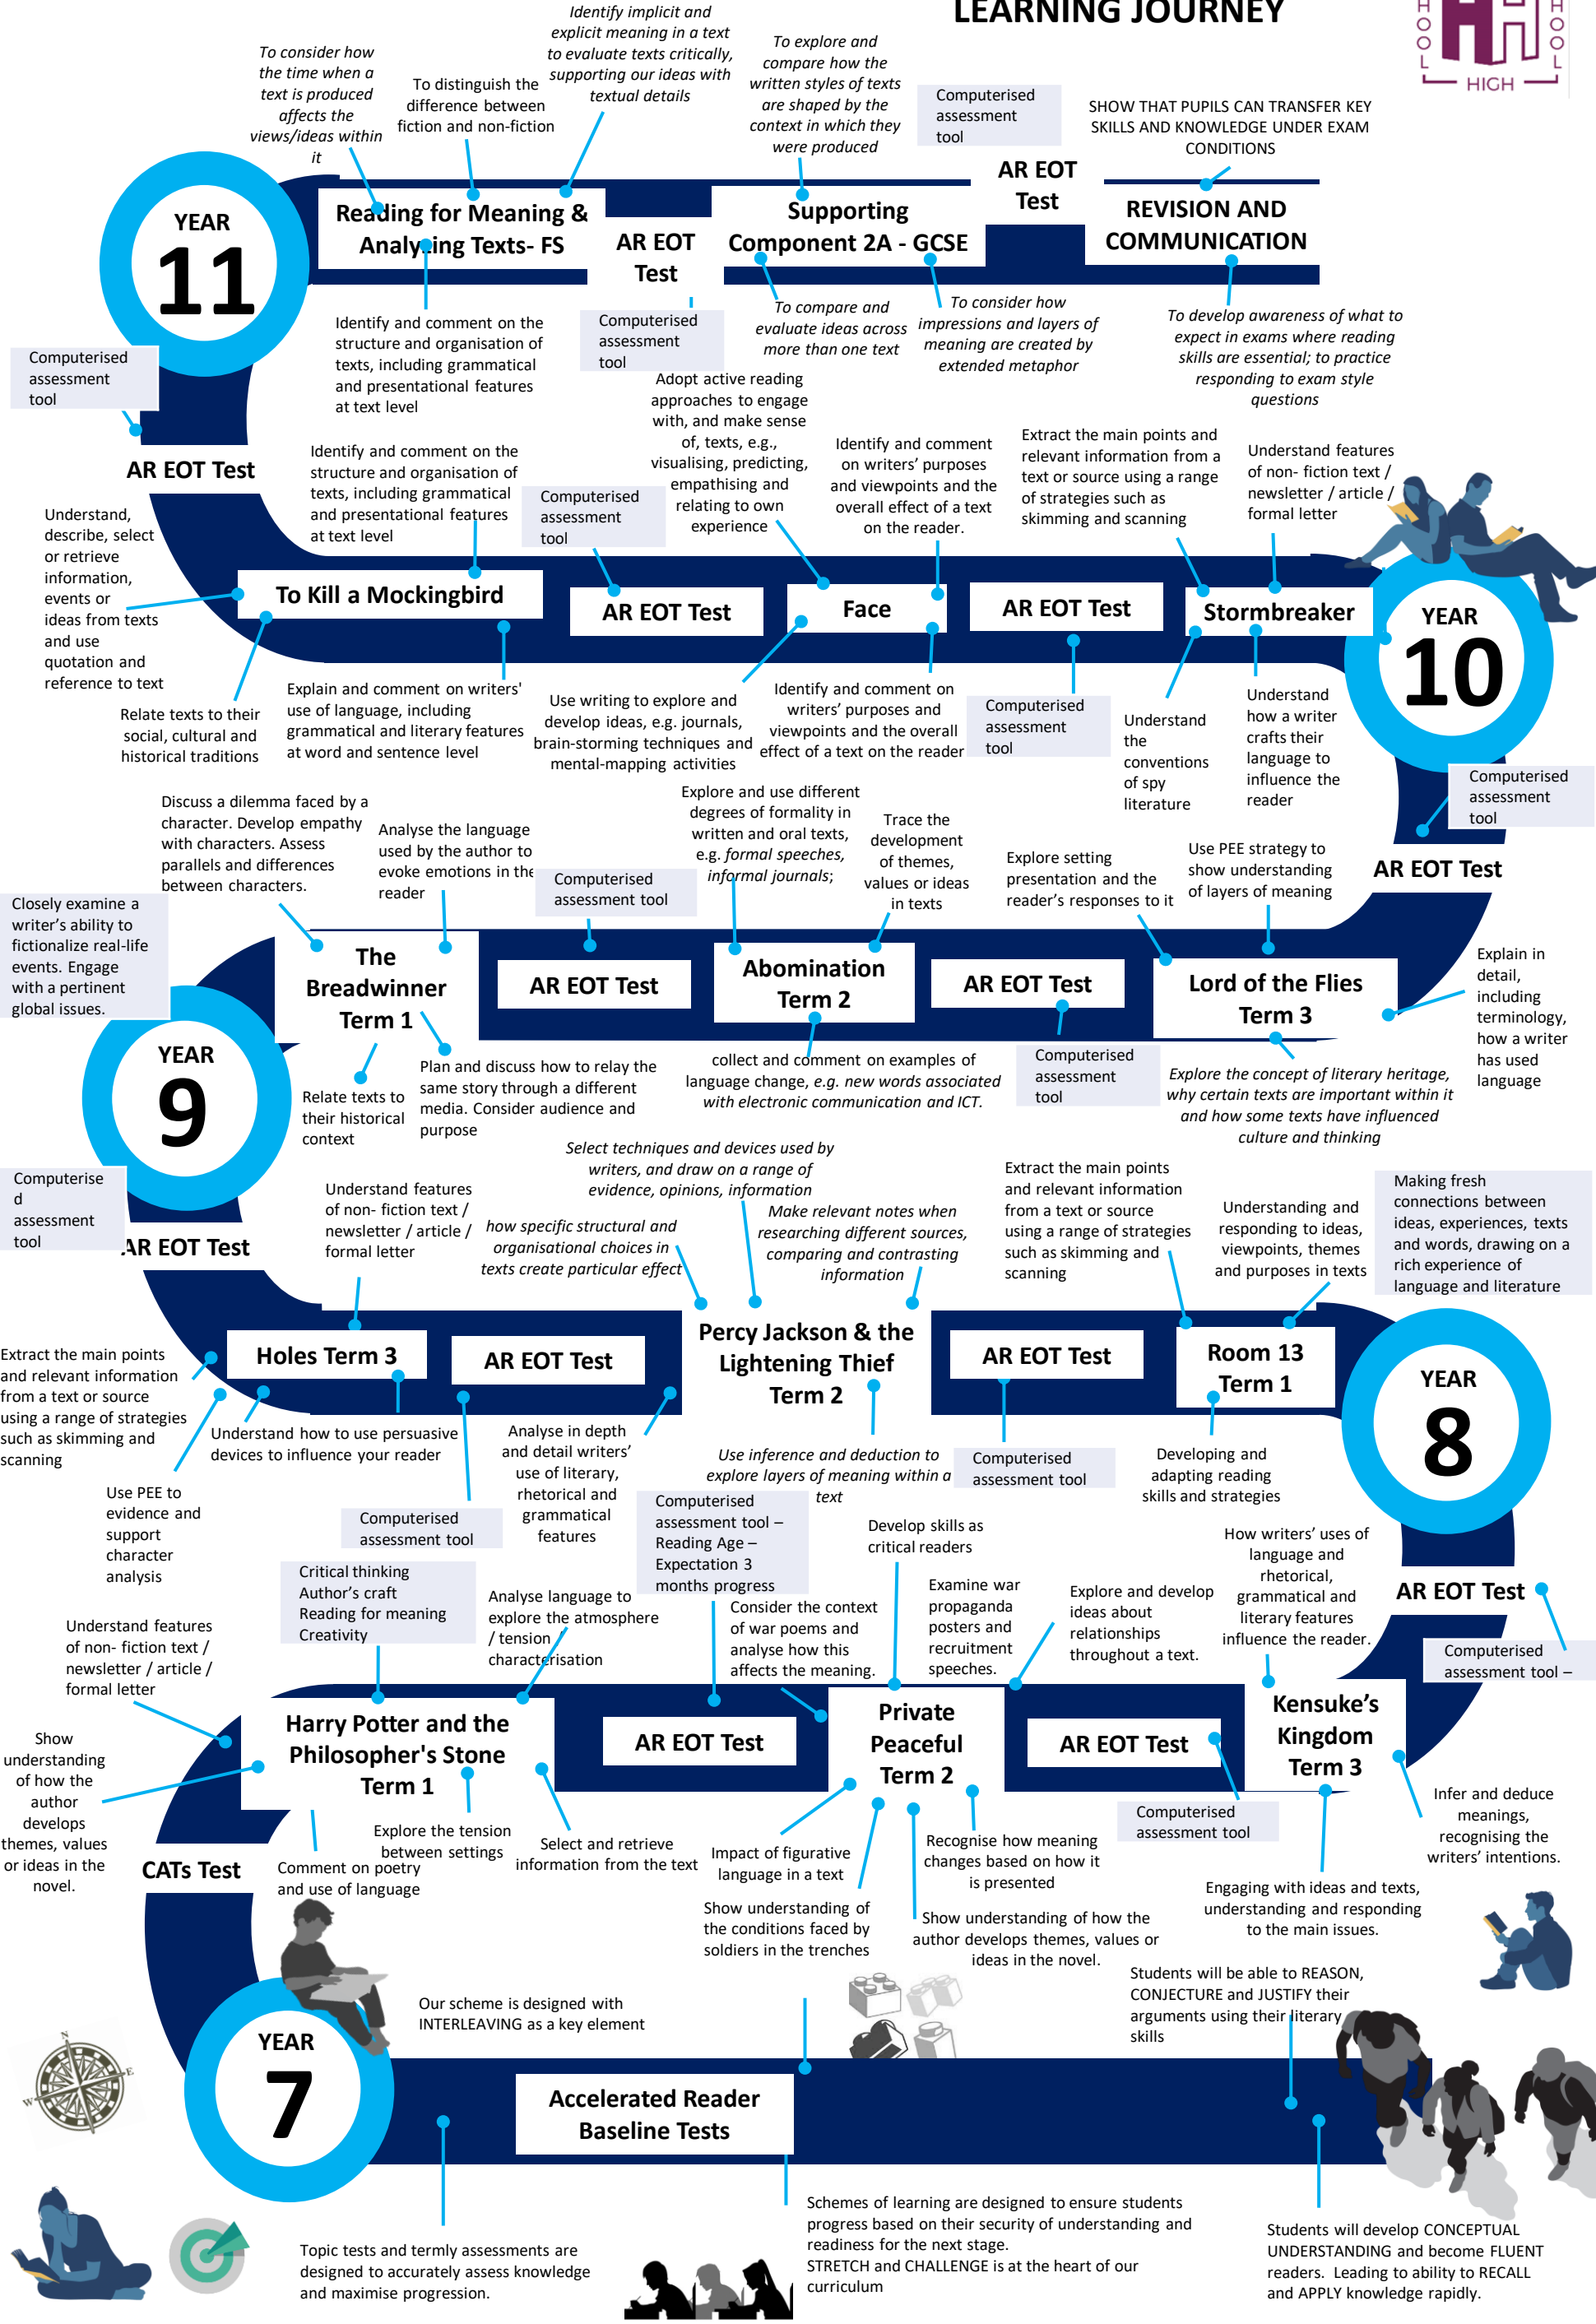 LEARNING JOURNEY
HOOL
HOOL
HIGH
Identify implicit and
explicit meaning in a text
to evaluate texts critically,
supporting our ideas with
textual details
To consider how
the time when a
text is produced
affects the
views/ideas within
it
To distinguish the
difference between
fiction and non-fiction
To explore and
compare how the
written styles of texts
are shaped by the
context in which they
were produced
Computerised
assessment
tool
SHOW THAT PUPILS CAN TRANSFER KEY
SKILLS AND KNOWLEDGE UNDER EXAM
CONDITIONS
YEAR
11
Reading for Meaning &
Analyzing Texts- FS
AR EOT
Test
Supporting
Component 2A - GCSE
AR EOT
Test
REVISION AND
COMMUNICATION
Identify and comment on the
structure and organisation of
texts, including grammatical
and presentational features
at text level
Computerised
assessment
tool
To compare and
evaluate ideas across
more than one text
To consider how
impressions and layers of
meaning are created by
extended metaphor
To develop awareness of what to
expect in exams where reading
skills are essential; to practice
responding to exam style
questions
Computerised
assessment
tool
AR EOT Test
Understand,
describe, select
or retrieve
information,
events or
ideas from texts
and use
quotation and
reference to text
Identify and comment on the
structure and organisation of
texts, including grammatical
and presentational features
at text level
Computerised
assessment
tool
Adopt active reading
approaches to engage
with, and make sense
of, texts, e.g.,
visualising, predicting,
empathising and
relating to own
experience
Identify and comment
on writers' purposes
and viewpoints and the
overall effect of a text
on the reader.
Extract the main points and
relevant information from a
text or source using a range
of strategies such as
skimming and scanning
Understand features
of non- fiction text /
newsletter / article /
formal letter
To Kill a Mockingbird
AR EOT Test
Face
AR EOT Test
Stormbreaker
YEAR
10
Relate texts to their
social, cultural and
historical traditions
Explain and comment on writers'
use of language, including
grammatical and literary features
at word and sentence level
Use writing to explore and
develop ideas, e.g. journals,
brain-storming techniques and
mental-mapping activities
Identify and comment on
writers' purposes and
viewpoints and the overall
effect of a text on the reader
Computerised
assessment
tool
Understand
the
conventions
of spy
literature
Understand
how a writer
crafts their
language to
influence the
reader
Computerised
assessment
tool
AR EOT Test
Discuss a dilemma faced by a
character. Develop empathy
with characters. Assess
parallels and differences
between characters.
Analyse the language
used by the author to
evoke emotions in the
reader
Computerised
assessment tool
Explore and use different
degrees of formality in
written and oral texts,
e.g. formal speeches,
informal journals;
Trace the
development
of themes,
values or ideas
in texts
Explore setting
presentation and the
reader's responses to it
Use PEE strategy to
show understanding
of layers of meaning
Closely examine a
writer's ability to
fictionalize real-life
events. Engage
with a pertinent
global issues.
The
Breadwinner
Term 1
AR EOT Test
Abomination
Term 2
AR EOT Test
Lord of the Flies
Term 3
Explain in
detail,
including
terminology,
how a writer
has used
language
YEAR
9
Relate texts to
their historical
context
Plan and discuss how to relay the
same story through a different
media. Consider audience and
purpose
collect and comment on examples of
language change, e.g. new words associated
with electronic communication and ICT.
Computerised
assessment
tool
Explore the concept of literary heritage,
why certain texts are important within it
and how some texts have influenced
culture and thinking
Computerise
d
assessment
tool
AR EOT Test
Understand features
of non- fiction text /
newsletter / article /
formal letter
how specific structural and
organisational choices in
texts create particular effect
Select techniques and devices used by
writers, and draw on a range of
evidence, opinions, information
Make relevant notes when
researching different sources,
comparing and contrasting
information
Extract the main points
and relevant information
from a text or source
using a range of strategies
such as skimming and
scanning
Understanding and
responding to ideas,
viewpoints, themes
and purposes in texts
Making fresh
connections between
ideas, experiences, texts
and words, drawing on a
rich experience of
language and literature
Extract the main points
and relevant information
from a text or source
using a range of strategies
such as skimming and
scanning
Holes Term 3
AR EOT Test
Percy Jackson & the
Lightening Thief
Term 2
AR EOT Test
Room 13
Term 1
YEAR
8
Understand how to use persuasive
devices to influence your reader
Use PEE to
evidence and
support
character
analysis
Computerised
assessment tool
Analyse in depth
and detail writers'
use of literary,
rhetorical and
grammatical
features
Use inference and deduction to
explore layers of meaning within a
text
Computerised
assessment tool
Developing and
adapting reading
skills and strategies
Critical thinking
Author's craft
Reading for meaning
Creativity
Analyse language to
explore the atmosphere
/ tension /
characterisation
Computerised
assessment tool –
Reading Age –
Expectation 3
months progress
Consider the context
of war poems and
analyse how this
affects the meaning.
Develop skills as
critical readers
Examine war
propaganda
posters and
recruitment
speeches.
Explore and develop
ideas about
relationships
throughout a text.
How writers' uses of
language and
rhetorical,
grammatical and
literary features
influence the reader.
AR EOT Test
Computerised
assessment tool –
Understand features
of non- fiction text /
newsletter / article /
formal letter
Show
understanding
of how the
author
develops
themes, values
or ideas in the
novel.
Harry Potter and the
Philosopher's Stone
Term 1
AR EOT Test
Private
Peaceful
Term 2
AR EOT Test
Kensuke's
Kingdom
Term 3
CATs Test
Comment on poetry
and use of language
Explore the tension
between settings
Select and retrieve
information from the text
Impact of figurative
language in a text
Show understanding of
the conditions faced by
soldiers in the trenches
Recognise how meaning
changes based on how it
is presented
Show understanding of how the
author develops themes, values or
ideas in the novel.
Computerised
assessment tool
Infer and deduce
meanings,
recognising the
writers' intentions.
Engaging with ideas and texts,
understanding and responding
to the main issues.
YEAR
7
Our scheme is designed with
INTERLEAVING as a key element
Students will be able to REASON,
CONJECTURE and JUSTIFY their
arguments using their literary
skills
N
E
W
Accelerated Reader
Baseline Tests
Topic tests and termly assessments are
designed to accurately assess knowledge
and maximise progression.
Schemes of learning are designed to ensure students
progress based on their security of understanding and
readiness for the next stage.
STRETCH and CHALLENGE is at the heart of our
curriculum
Students will develop CONCEPTUAL
UNDERSTANDING and become FLUENT
readers. Leading to ability to RECALL
and APPLY knowledge rapidly.